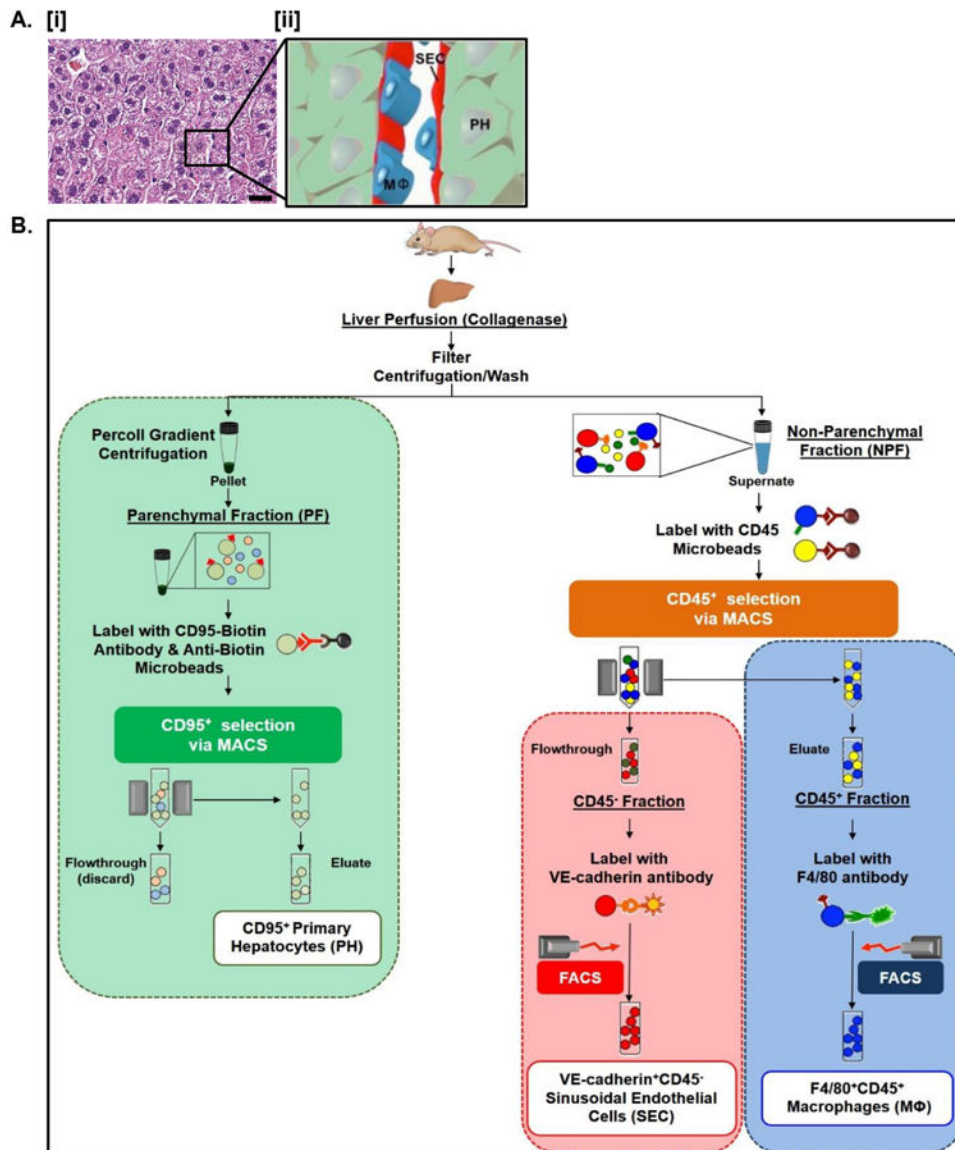 A. [i] [ii]
SEC
PH
MΦ
B.
Liver Perfusion (Collagenase)
Filter
Centrifugation/Wash
Percoll Gradient
Centrifugation
Pellet
Parenchymal Fraction (PF)
Label with CD95-Biotin
Antibody & Anti-Biotin
Microbeads
CD95⁺ selection
via MACS
Flowthrough
(discard)
Eluate
CD95⁺ Primary
Hepatocytes (PH)
Non-Parenchymal
Fraction (NPF)
Supernate
Label with CD45
Microbeads
CD45⁺ selection
via MACS
Flowthrough
CD45⁻ Fraction
Label with
VE-cadherin antibody
FACS
VE-cadherin⁺CD45⁻
Sinusoidal Endothelial
Cells (SEC)
Eluate
CD45⁺ Fraction
Label with
F4/80 antibody
FACS
F4/80⁺CD45⁺
Macrophages (MΦ)